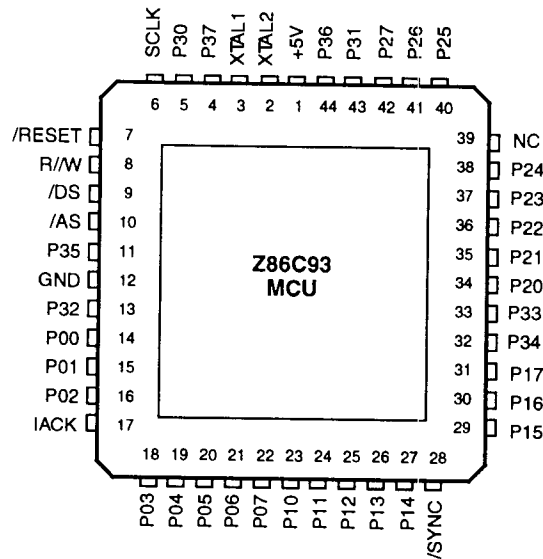 SCLK P30 P37 XTAL1 XTAL2 +5V P36 P31 P27 P26 P25
6 5 4 3 2 1 44 43 42 41 40
/RESET 7 39 NC
R//W 8 38 P24
/DS 9 37 P23
/AS 10 36 P22
P35 11 35 P21
GND 12 34 P20
P32 13 33 P33
P00 14 32 P34
P01 15 31 P17
P02 16 30 P16
IACK 17 29 P15
Z86C93
MCU
18 19 20 21 22 23 24 25 26 27 28
P03 P04 P05 P06 P07 P10 P11 P12 P13 P14 /SYNC